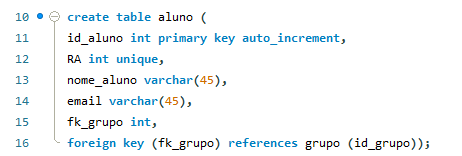 10 create table aluno (
11 id_aluno int primary key auto_increment,
12 RA int unique,
13 nome_aluno varchar(45),
14 email varchar(45),
15 fk_grupo int,
16 foreign key (fk_grupo) references grupo (id_grupo));